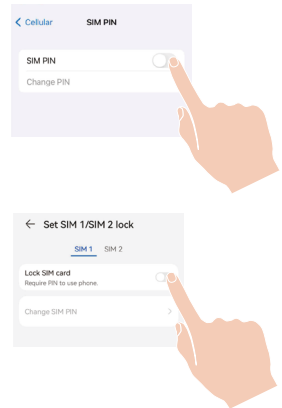 Cellular SIM PIN
SIM PIN
Change PIN
Set SIM 1/SIM 2 lock
SIM 1 SIM 2
Lock SIM card
Require PIN to use phone.
Change SIM PIN